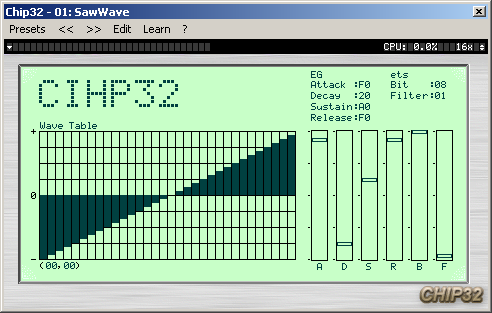 Chip32 - 01: SawWave
Presets << >> Edit Learn ?
CPU: 0.0% 16x
CIHP32
EG ets
Attack :F0 Bit :08
Decay :20 Filter:01
Sustain:A0
Release:F0
Wave Table
+
0
-
(00,00)
A D S R B F
CHIP32